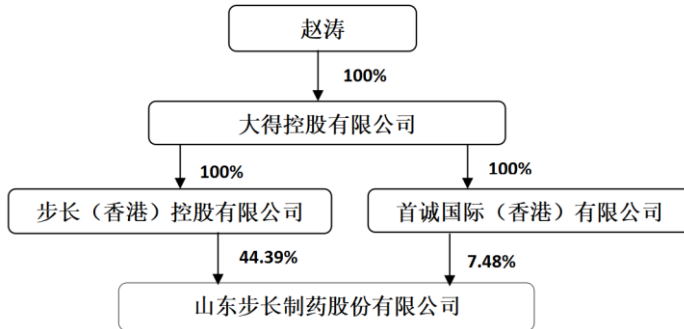 赵涛
100%
大得控股有限公司
100%
100%
步长（香港）控股有限公司
首诚国际（香港）有限公司
44.39%
7.48%
山东步长制药股份有限公司